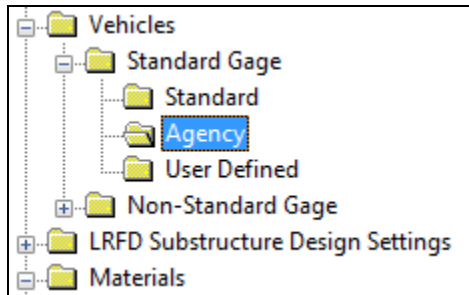 Vehicles
Standard Gage
Standard
Agency
User Defined
Non-Standard Gage
LRFD Substructure Design Settings
Materials